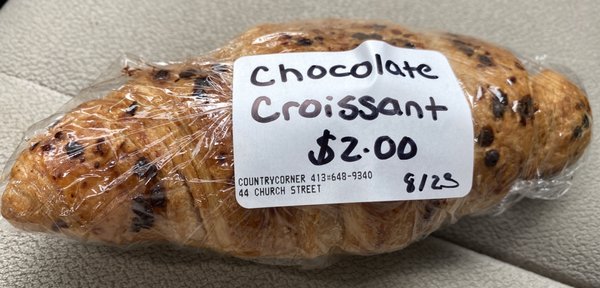 Chocolate
Croissant
$2.00
COUNTRYCORNER 413=648-9340
44 CHURCH STREET
8/25